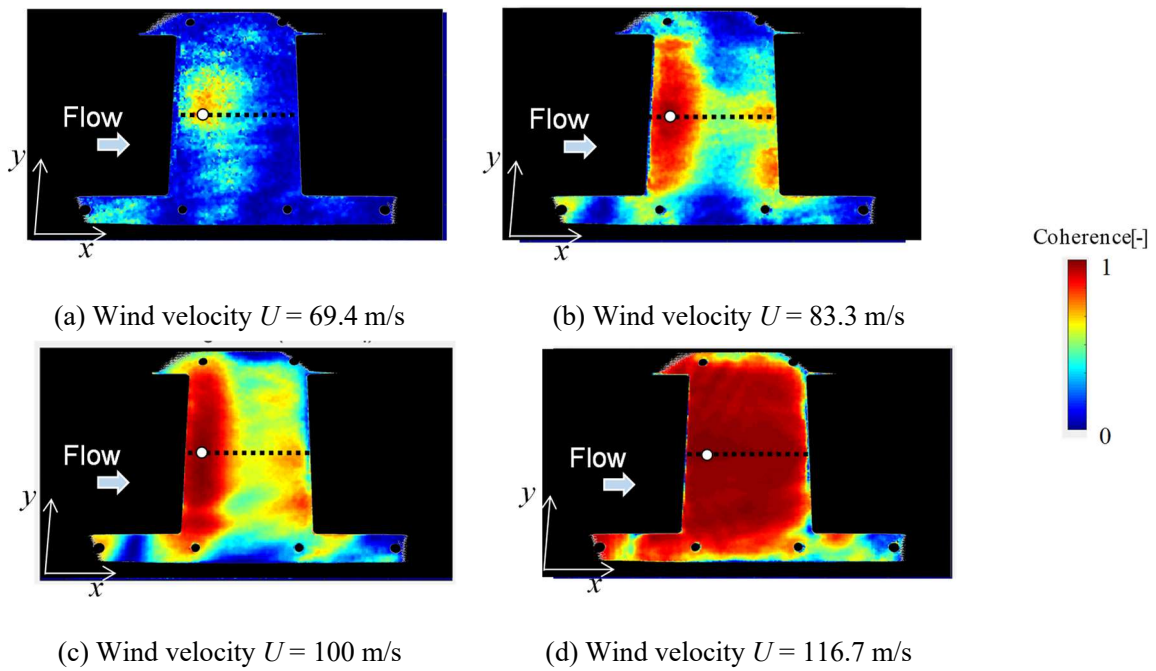 Flow
y
x
(a) Wind velocity U = 69.4 m/s
Flow
y
x
(b) Wind velocity U = 83.3 m/s
Coherence[-]
1
0
Flow
y
x
(c) Wind velocity U = 100 m/s
Flow
y
x
(d) Wind velocity U = 116.7 m/s